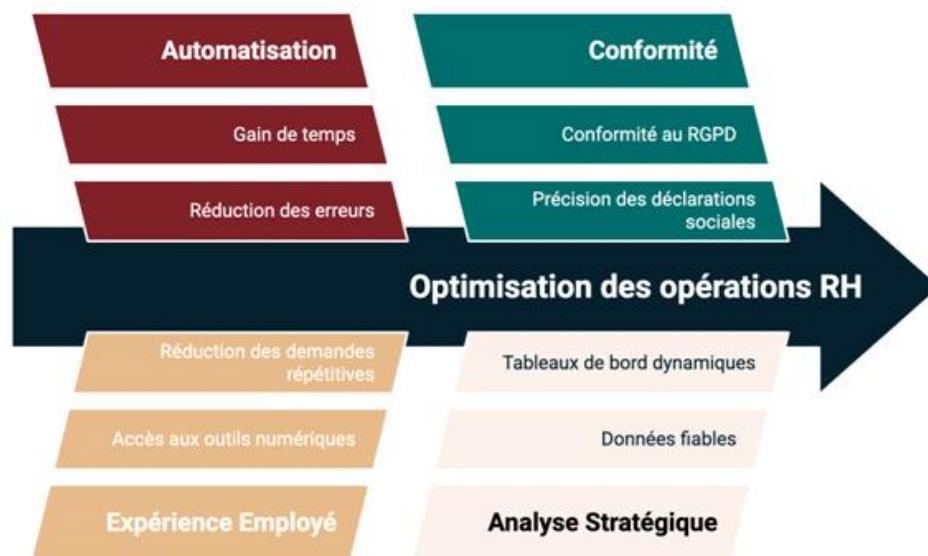 Automatisation
Gain de temps
Réduction des erreurs
Conformité
Conformité au RGPD
Précision des déclarations
sociales
Optimisation des opérations RH
Réduction des demandes
répétitives
Accès aux outils numériques
Expérience Employé
Tableaux de bord dynamiques
Données fiables
Analyse Stratégique